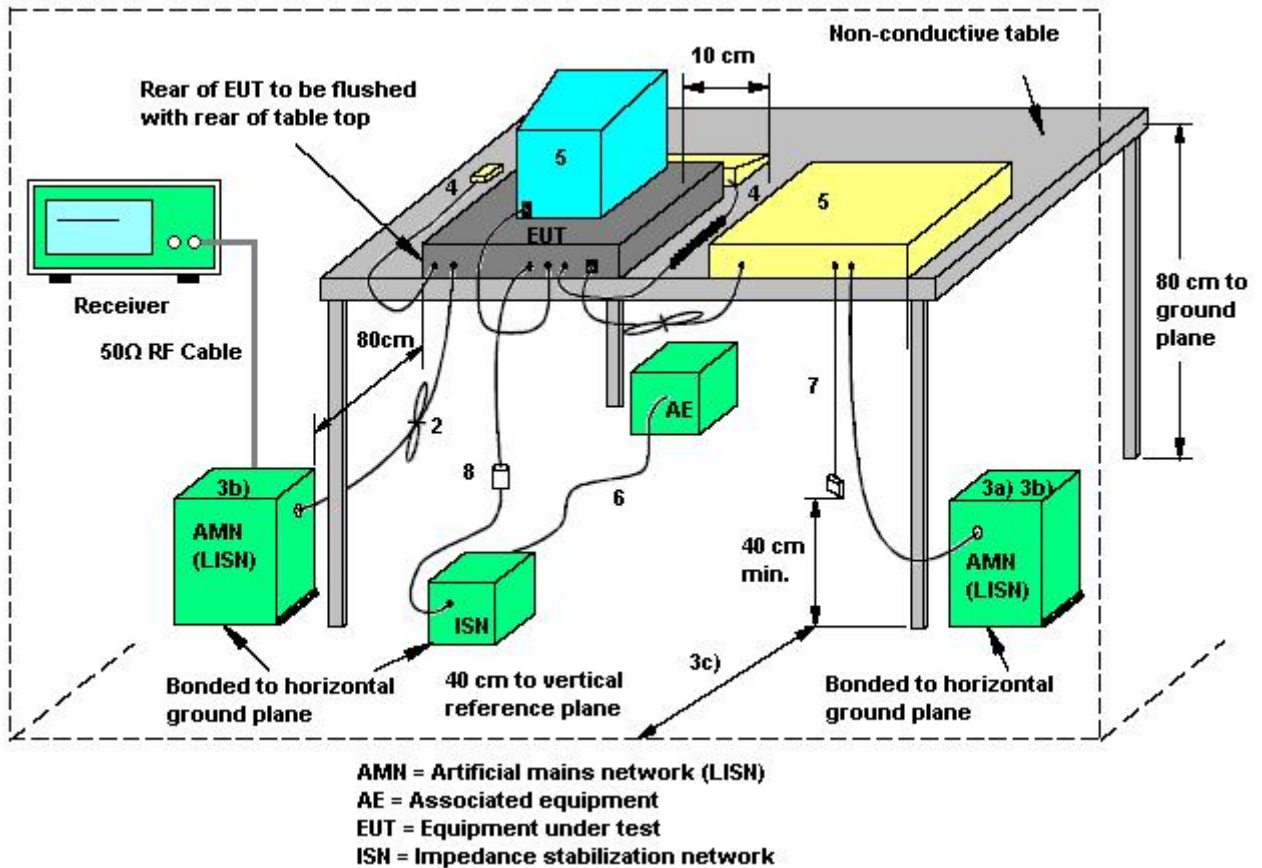 Non-conductive table
10 cm
Rear of EUT to be flushed
with rear of table top
5
4
4
5
EUT
Receiver
80cm
80 cm to
ground
plane
50Ω RF Cable
7
AE
2
3b)
8
6
3a) 3b)
AMN
(LISN)
40 cm
min.
AMN
(LISN)
ISN
3c)
Bonded to horizontal
ground plane
40 cm to vertical
reference plane
Bonded to horizontal
ground plane
AMN = Artificial mains network (LISN)
AE = Associated equipment
EUT = Equipment under test
ISN = Impedance stabilization network